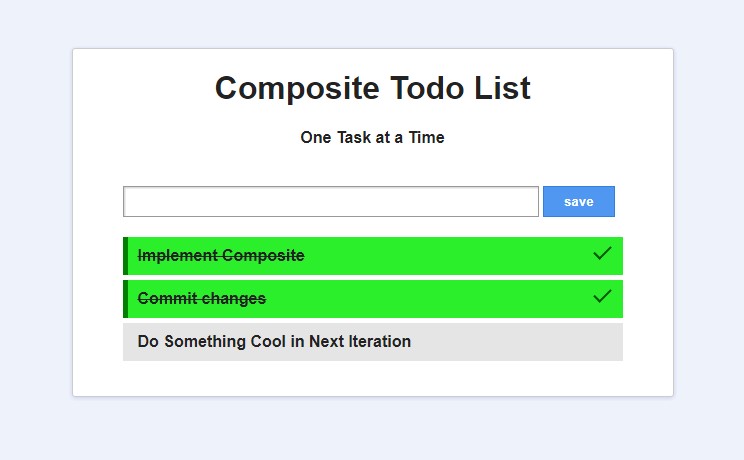 Composite Todo List
One Task at a Time
save
Implement Composite
Commit changes
Do Something Cool in Next Iteration